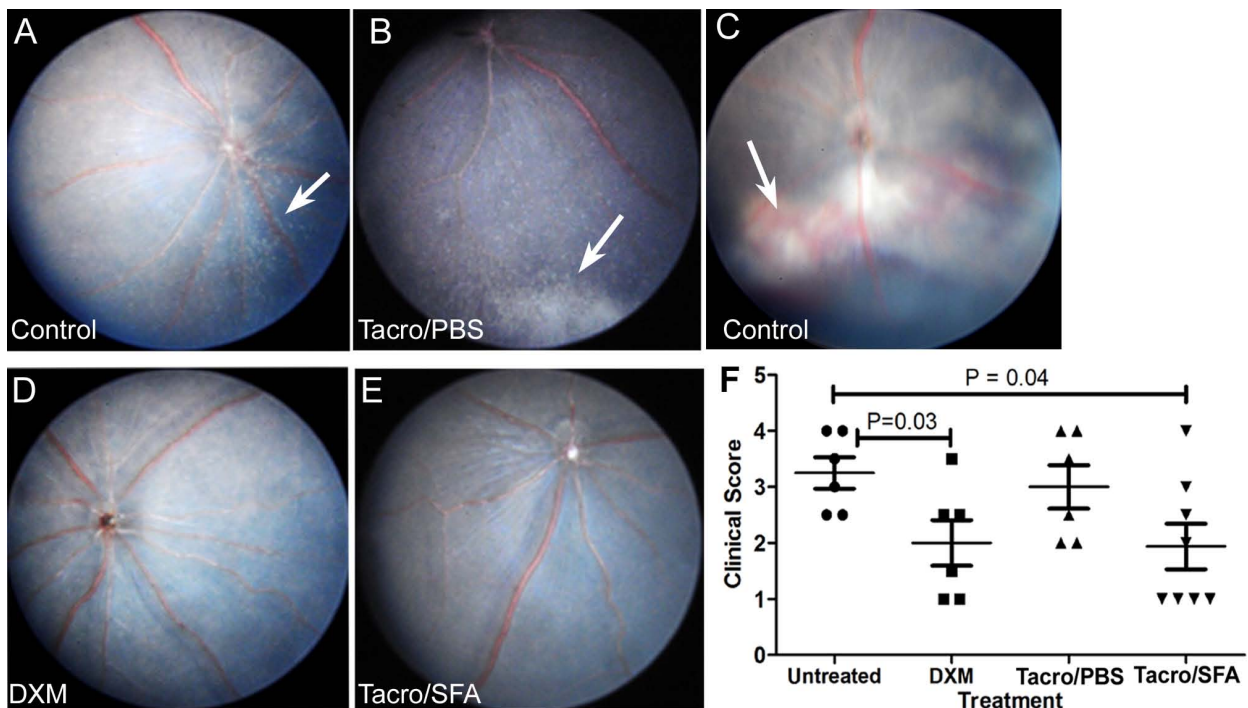 A
Control
B
Tacro/PBS
C
Control
D
DXM
E
Tacro/SFA
F
P = 0.04
P=0.03
5
4
3
2
1
0
Clinical Score
Untreated DXM Tacro/PBS Tacro/SFA
Treatment